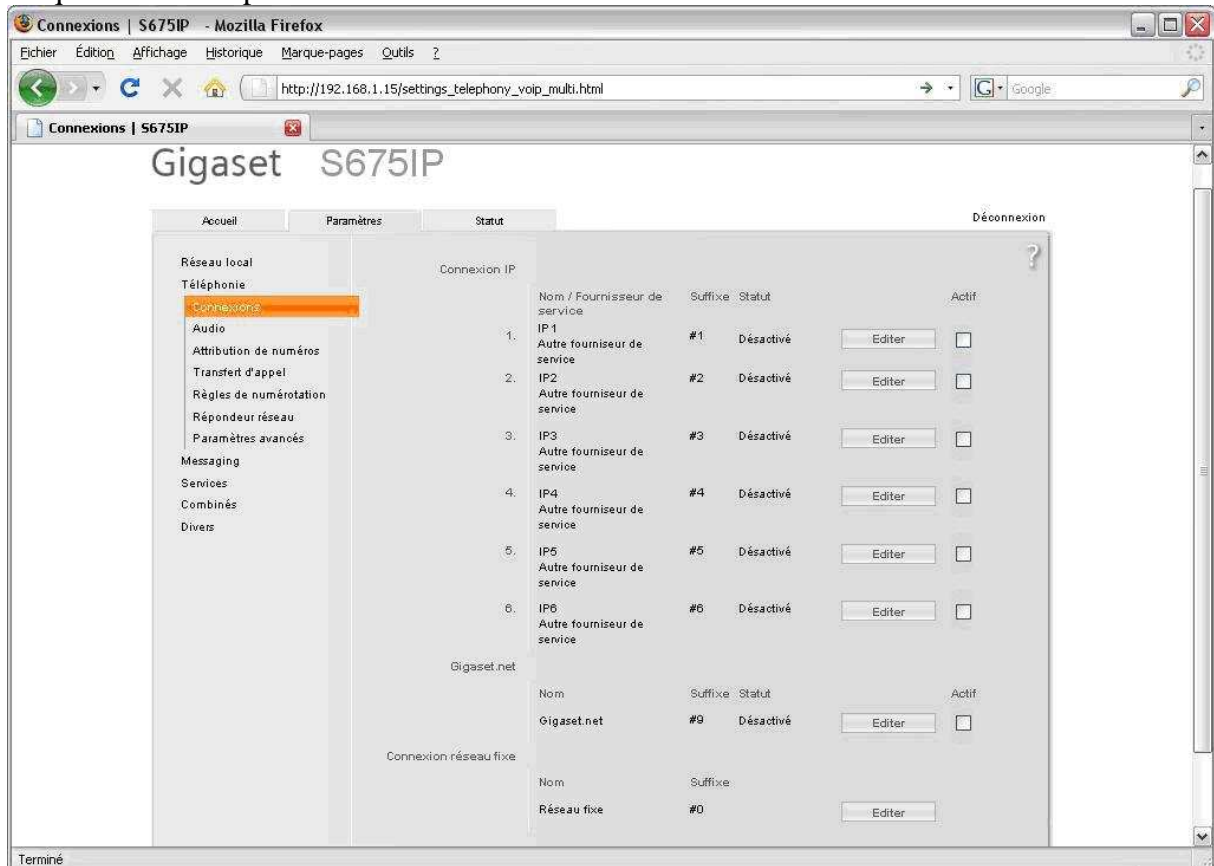 Connexions | S675IP - Mozilla Firefox
Fichier Édition Affichage Historique Marque-pages Outils ?
http://192.168.1.15/settings_telephony_voip_multi.html
Google
Connexions | S675IP
Gigaset S675IP
Accueil Paramètres Statut Déconnexion
Réseau local
Téléphonie
Connexions
Audio
Attribution de numéros
Transfert d'appel
Règles de numérotation
Répondeur réseau
Paramètres avancés
Messaging
Services
Combinés
Divers
Connexion IP
Nom / Fournisseur de service Suffixe Statut Actif
1. IP1 #1 Désactivé Editer
Autre fourniseur de
service
2. IP2 #2 Désactivé Editer
Autre fourniseur de
service
3. IP3 #3 Désactivé Editer
Autre fourniseur de
service
4. IP4 #4 Désactivé Editer
Autre fourniseur de
service
5. IP5 #5 Désactivé Editer
Autre fourniseur de
service
6. IP6 #6 Désactivé Editer
Autre fourniseur de
service
Gigaset.net
Nom Suffixe Statut Actif
Gigaset.net #9 Désactivé Editer
Connexion réseau fixe
Nom Suffixe
Réseau fixe #0 Editer
Terminé